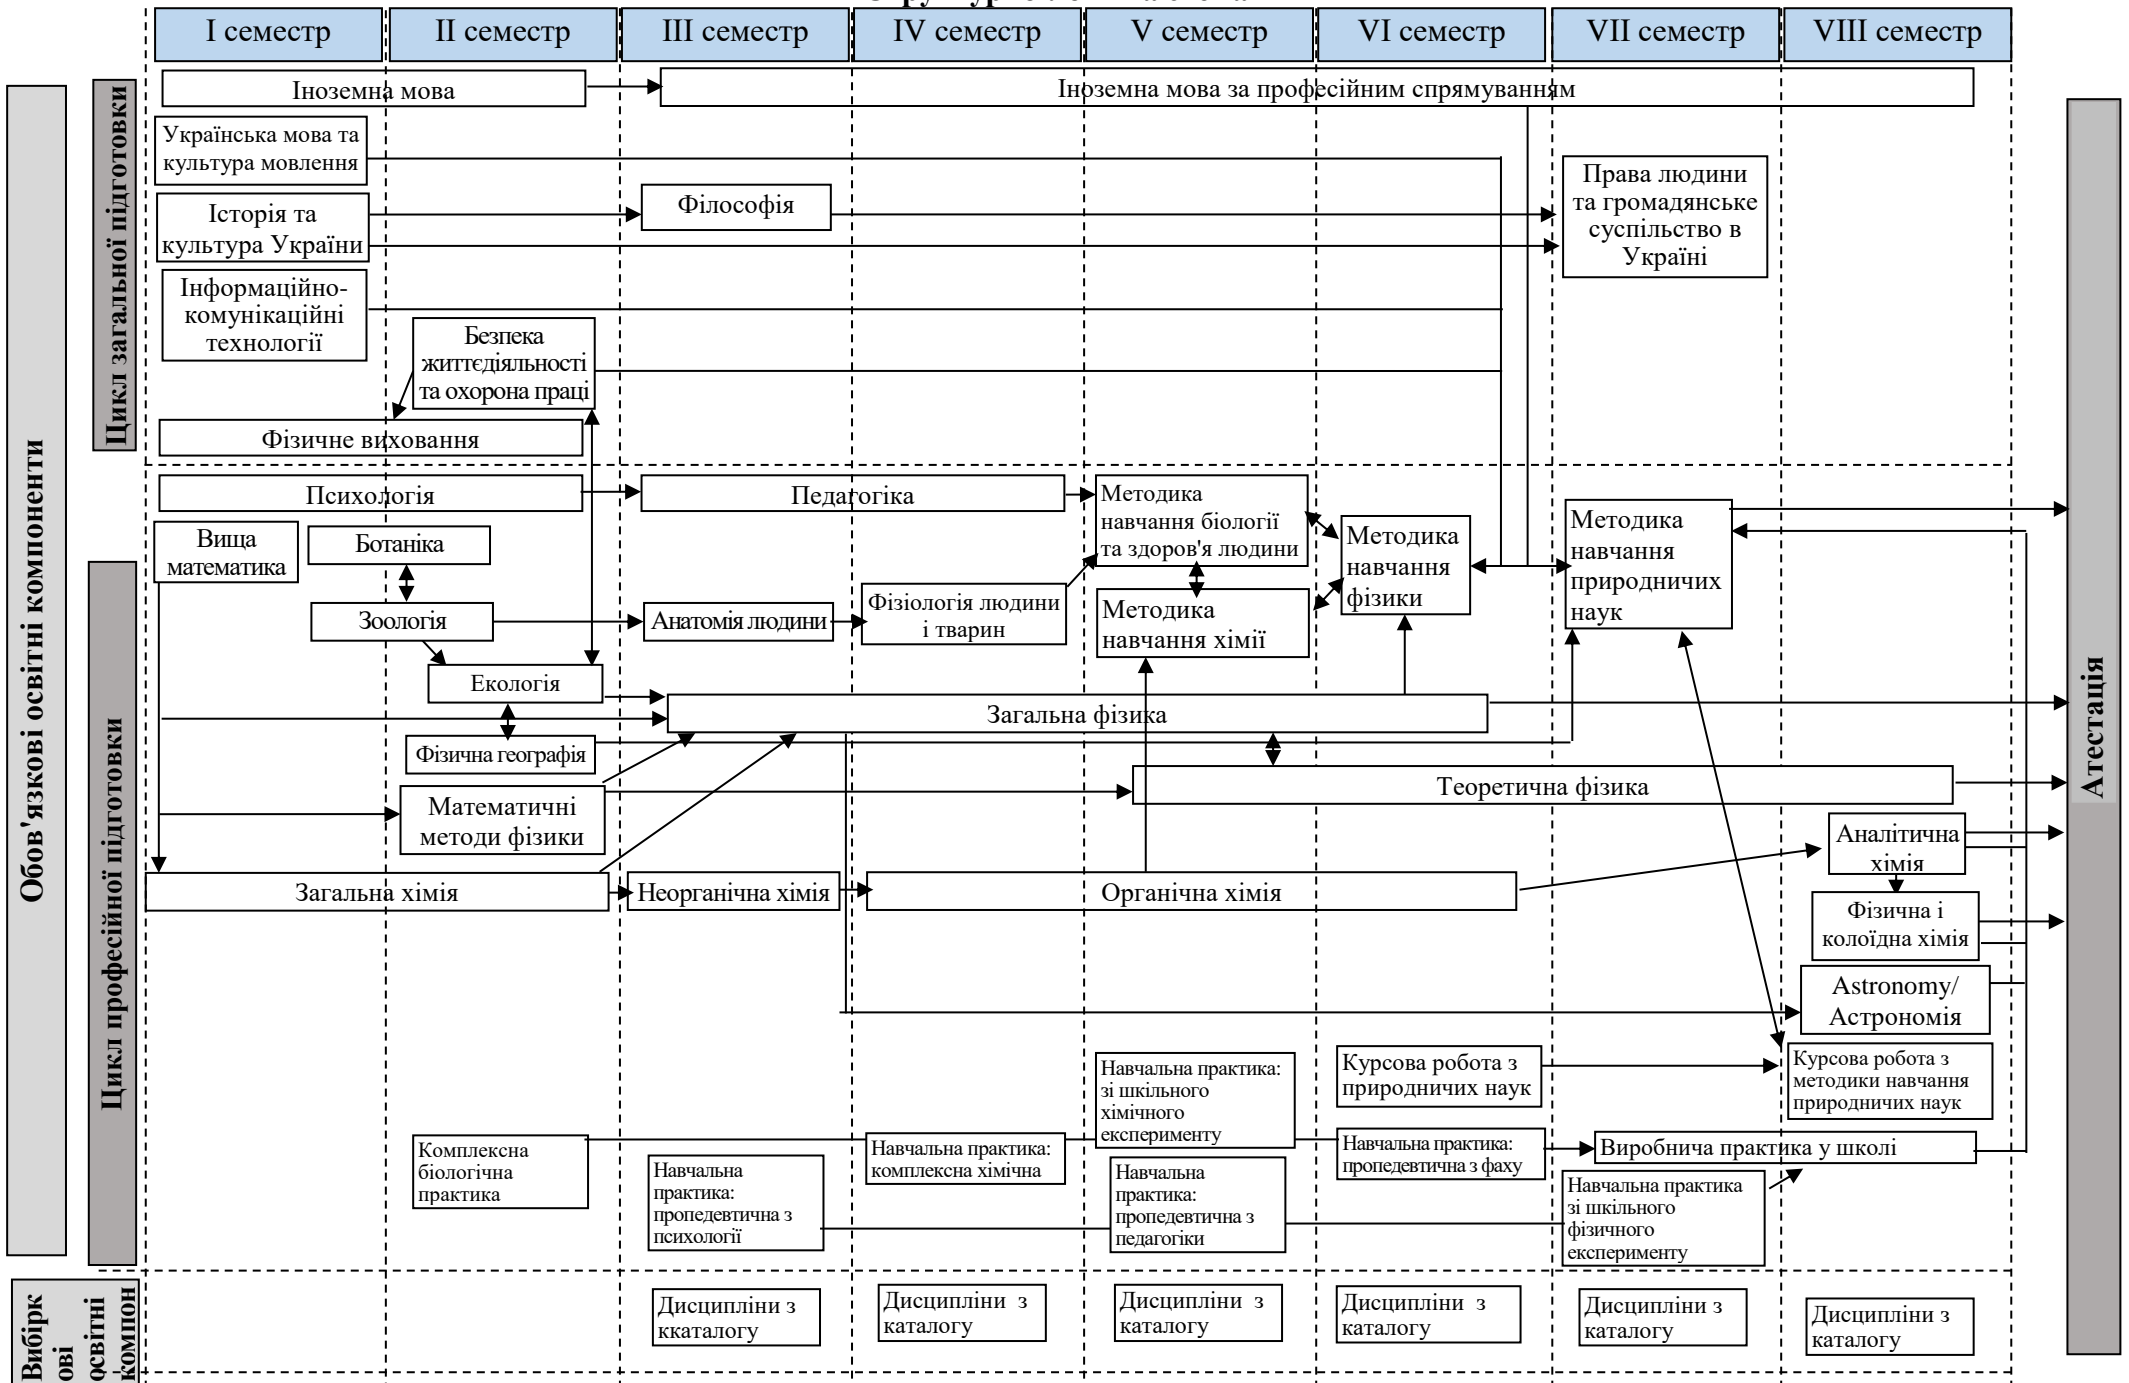 I семестр
II семестр
III семестр
IV семестр
V семестр
VI семестр
VII семестр
VIII семестр
Обов'язкові освітні компоненти
Цикл загальної підготовки
Іноземна мова
Іноземна мова за професійним спрямуванням
Українська мова та
культура мовлення
Історія та
культура України
Філософія
Права людини
та громадянське
суспільство в
Україні
Інформаційно-
комунікаційні
технології
Безпека
життєдіяльності
та охорона праці
Фізичне виховання
Цикл професійної підготовки
Психологія
Педагогіка
Методика
навчання біології
та здоров'я людини
Методика
навчання
фізики
Методика
навчання
природничих
наук
Вища
математика
Ботаніка
Зоологія
Анатомія людини
Фізіологія людини
і тварин
Методика
навчання хімії
Екологія
Загальна фізика
Фізична географія
Математичні
методи фізики
Теоретична фізика
Аналітична
хімія
Загальна хімія
Неорганічна хімія
Органічна хімія
Фізична і
колоїдна хімія
Astronomy/
Астрономія
Курсова робота з
природничих наук
Курсова робота з
методики навчання
природничих наук
Навчальна практика:
зі шкільного
хімічного
експерименту
Комплексна
біологічна
практика
Навчальна практика:
комплексна хімічна
Навчальна практика:
пропедевтична з фаху
Виробнича практика у школі
Навчальна
практика:
пропедевтична з
психології
Навчальна
практика:
пропедевтична з
педагогіки
Навчальна практика
зі шкільного
фізичного
експерименту
Атестація
Вибірк
ові
освітні
компон
Дисципліни з
ккаталогу
Дисципліни з
каталогу
Дисципліни з
каталогу
Дисципліни з
каталогу
Дисципліни з
каталогу
Дисципліни з
каталогу